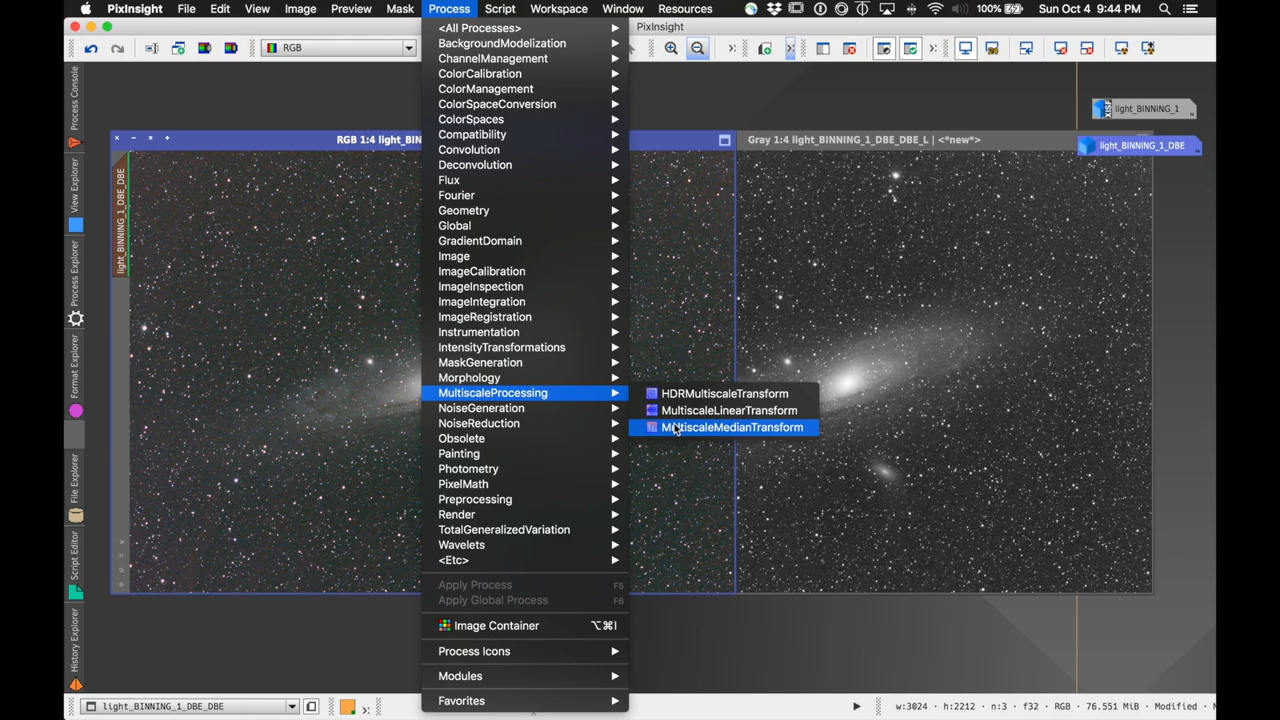 PixInsight File Edit View Image Preview Mask Process Script Workspace Window Resources 100% Sun Oct 4 9:44 PM
PixInsight
RGB
<All Processes>
BackgroundModelization
ChannelManagement
ColorCalibration
ColorManagement
ColorSpaceConversion
ColorSpaces
Compatibility
Convolution
Deconvolution
Flux
Fourier
Geometry
Global
GradientDomain
Image
ImageCalibration
ImageInspection
ImageIntegration
ImageRegistration
Instrumentation
IntensityTransformations
MaskGeneration
Morphology
MultiscaleProcessing
NoiseGeneration
NoiseReduction
Obsolete
Painting
Photometry
PixelMath
Preprocessing
Render
TotalGeneralizedVariation
Wavelets
<Etc>
Apply Process F5
Apply Global Process F6
Image Container ⌥⌘I
Process Icons
Modules
Favorites
HDRMultiscaleTransform
MultiscaleLinearTransform
MultiscaleMedianTransform
Process Console
View Explorer
Process Explorer
Format Explorer
File Explorer
Script Editor
History Explorer
RGB 1:4 light_BIN
light_BINNING_1_DBE_DBE
Gray 1:4 light_BINNING_1_DBE_DBE_L | <*new*>
XISF
light_BINNING_1
light_BINNING_1_DBE
light_BINNING_1_DBE_DBE
w:3024 · h:2212 · n:3 · f32 · RGB · 76.551 MiB · Modified ·